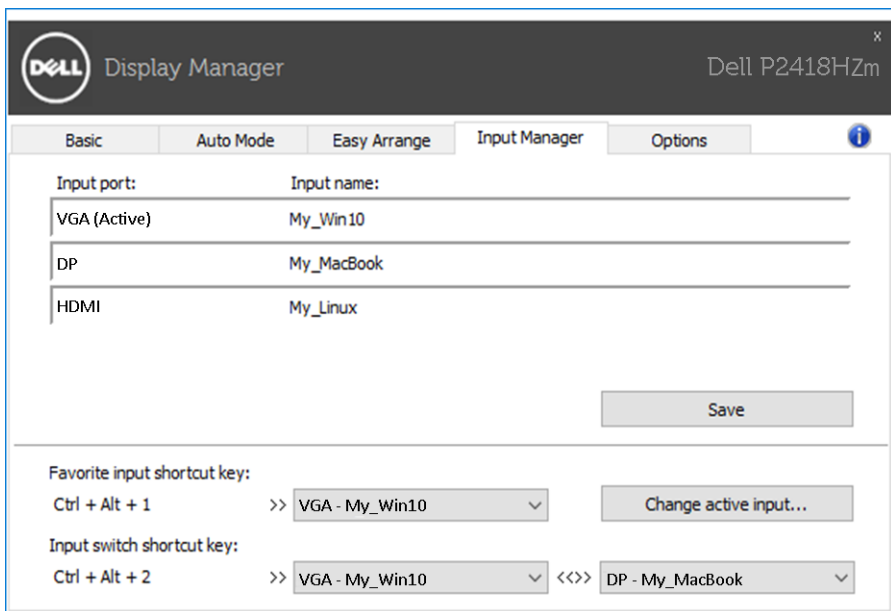 x
DELL Display Manager Dell P2418HZm
Basic Auto Mode Easy Arrange Input Manager Options i
Input port: Input name:
VGA (Active) My_Win10
DP My_MacBook
HDMI My_Linux
Save
Favorite input shortcut key:
Ctrl + Alt + 1 >> VGA - My_Win10 Change active input...
Input switch shortcut key:
Ctrl + Alt + 2 >> VGA - My_Win10 <<>> DP - My_MacBook